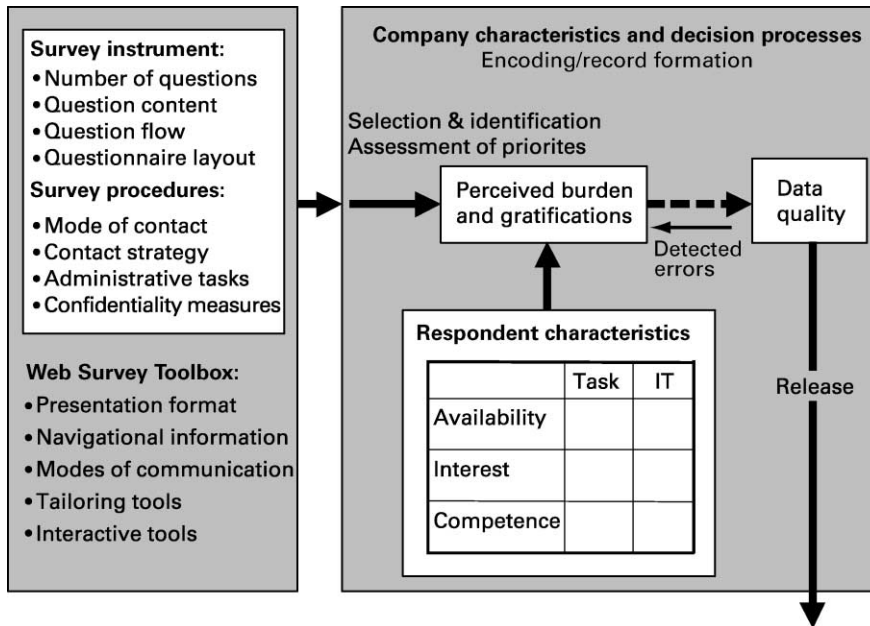 Survey instrument:
• Number of questions
• Question content
• Question flow
• Questionnaire layout
Survey procedures:
• Mode of contact
• Contact strategy
• Administrative tasks
• Confidentiality measures
Web Survey Toolbox:
• Presentation format
• Navigational information
• Modes of communication
• Tailoring tools
• Interactive tools
Company characteristics and decision processes
Encoding/record formation
Selection & identification
Assessment of priorites
Perceived burden
and gratifications
Data
quality
Detected
errors
Respondent characteristics
Task IT
Availability
Interest
Competence
Release